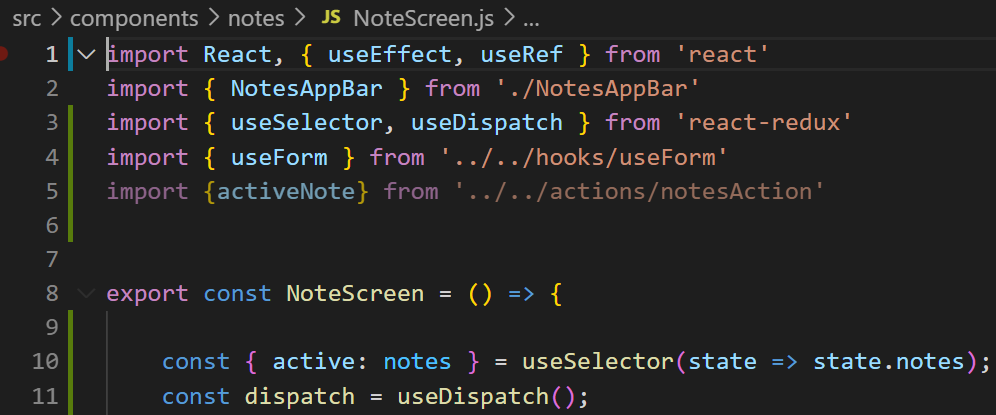 src > components > notes > JS NoteScreen.js > ...
1 import React, { useEffect, useRef } from 'react'
2 import { NotesAppBar } from './NotesAppBar'
3 import { useSelector, useDispatch } from 'react-redux'
4 import { useForm } from '../../hooks/useForm'
5 import {activeNote} from '../../actions/notesAction'
6
7
8 export const NoteScreen = () => {
9
10 const { active: notes } = useSelector(state => state.notes);
11 const dispatch = useDispatch();